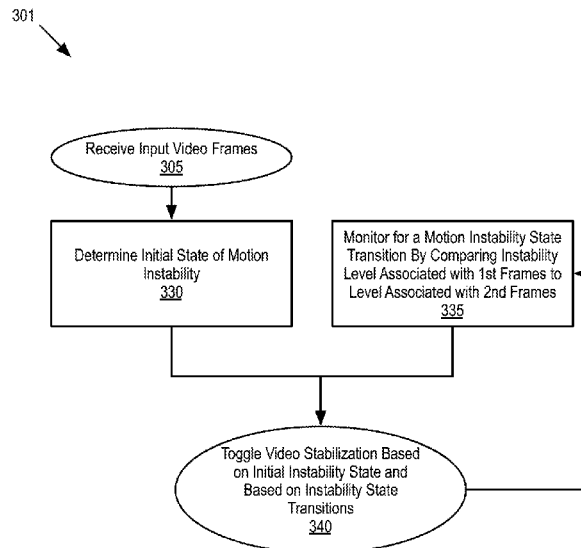 301
Receive Input Video Frames
305
Determine Initial State of Motion
Instability
330
Monitor for a Motion Instability State
Transition By Comparing Instability
Level Associated with 1st Frames to
Level Associated with 2nd Frames
335
Toggle Video Stabilization Based
on Initial Instability State and
Based on Instability State
Transitions
340